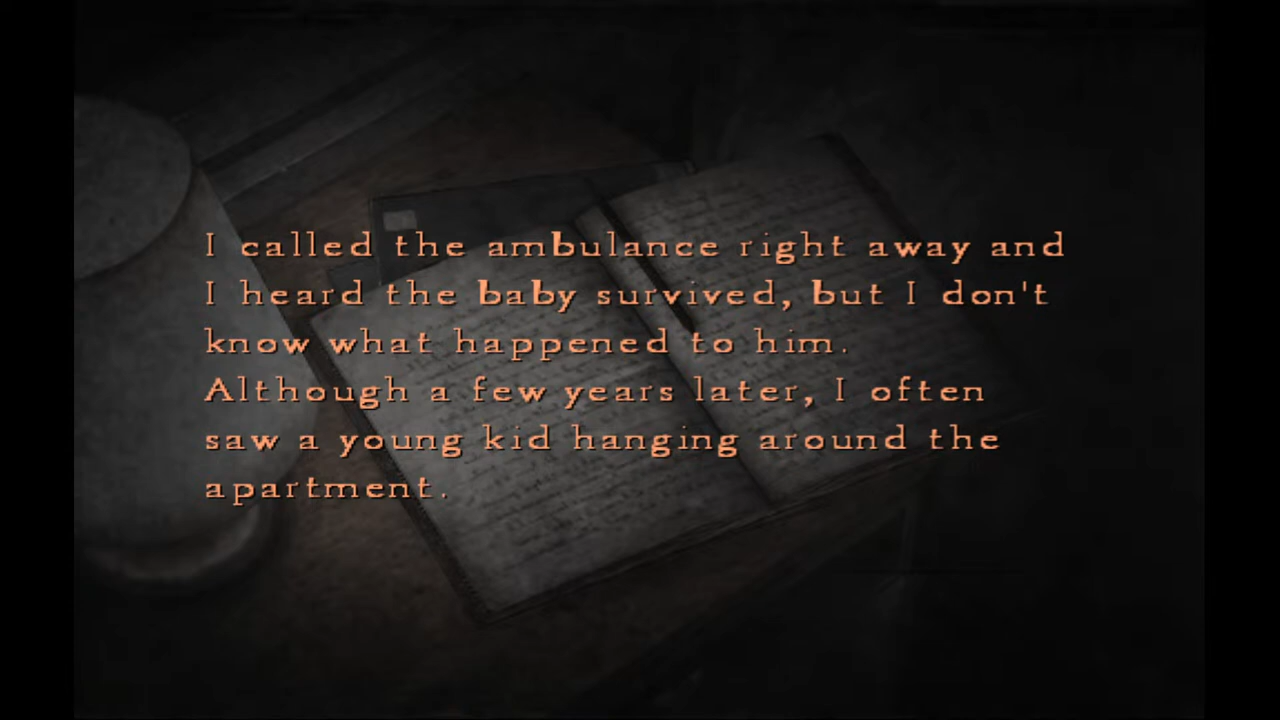 I called the ambulance right away and
I heard the baby survived, but I don't
know what happened to him.
Although a few years later, I often
saw a young kid hanging around the
apartment.